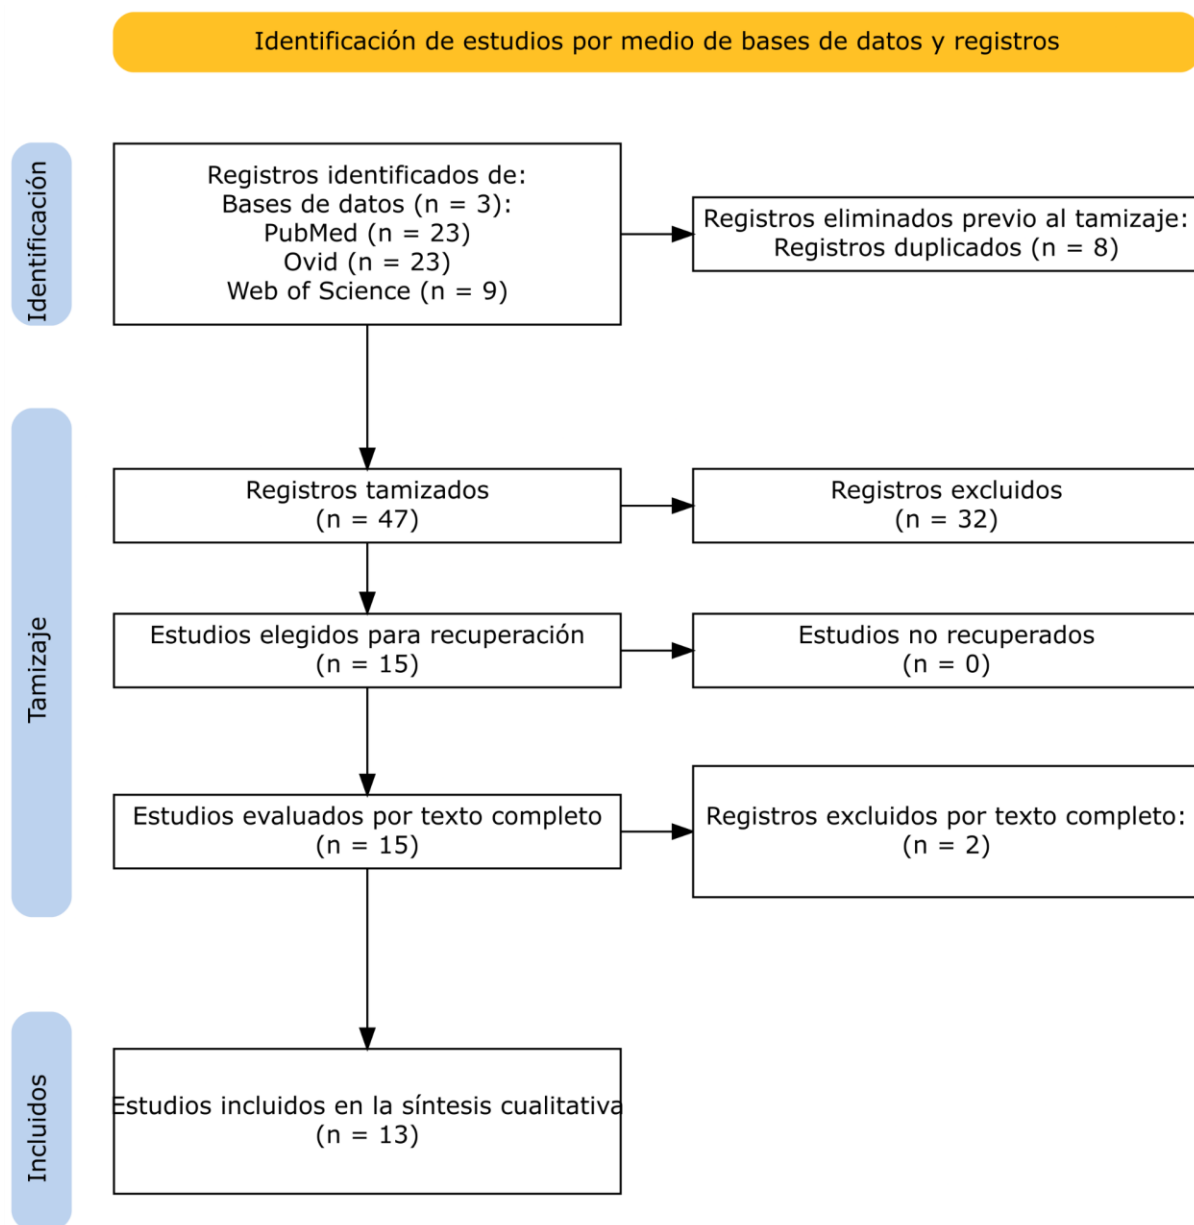 Identificación de estudios por medio de bases de datos y registros
Identificación
Registros identificados de:
Bases de datos (n = 3):
PubMed (n = 23)
Ovid (n = 23)
Web of Science (n = 9)
Registros eliminados previo al tamizaje:
Registros duplicados (n = 8)
Tamizaje
Registros tamizados
(n = 47)
Registros excluidos
(n = 32)
Estudios elegidos para recuperación
(n = 15)
Estudios no recuperados
(n = 0)
Estudios evaluados por texto completo
(n = 15)
Registros excluidos por texto completo:
(n = 2)
Incluidos
Estudios incluidos en la síntesis cualitativa
(n = 13)